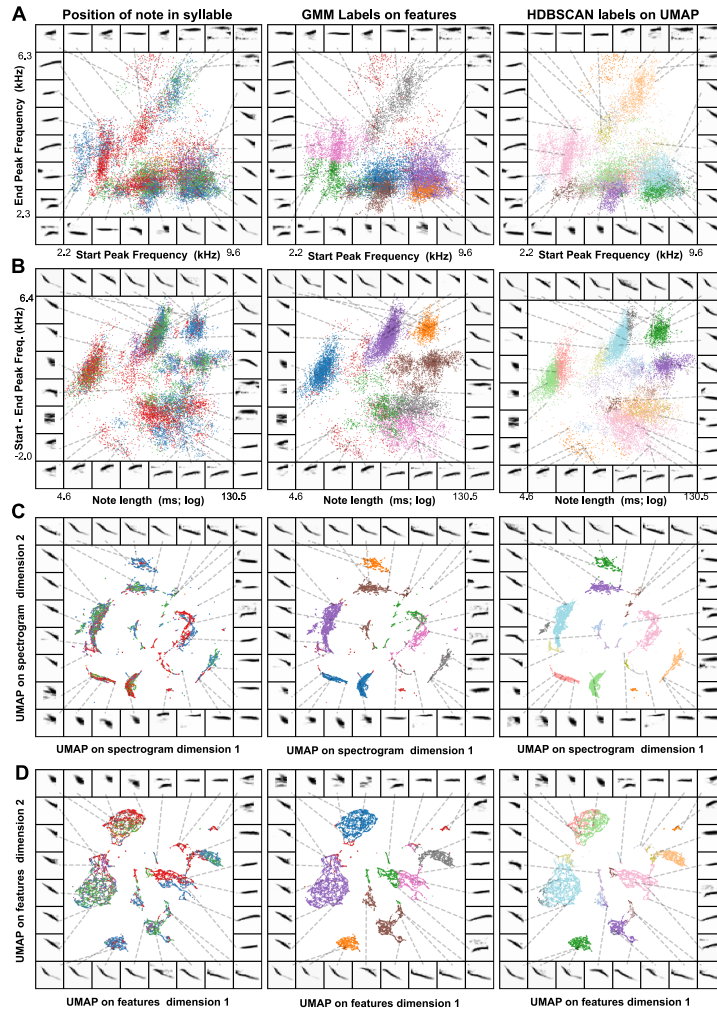 A
Position of note in syllable
GMM Labels on features
HDBSCAN labels on UMAP
6.3
End Peak Frequency (kHz)
2.3
2.2
Start Peak Frequency (kHz)
9.6
2.2
Start Peak Frequency (kHz)
9.6
2.2
Start Peak Frequency (kHz)
9.6
B
6.4
Start - End Peak Freq. (kHz)
-2.0
4.6
Note length (ms; log)
130.5
4.6
Note length (ms; log)
130.5
4.6
Note length (ms; log)
130.5
C
UMAP on spectrogram dimension 2
UMAP on spectrogram dimension 1
UMAP on spectrogram dimension 1
UMAP on spectrogram dimension 1
D
UMAP on features dimension 2
UMAP on features dimension 1
UMAP on features dimension 1
UMAP on features dimension 1